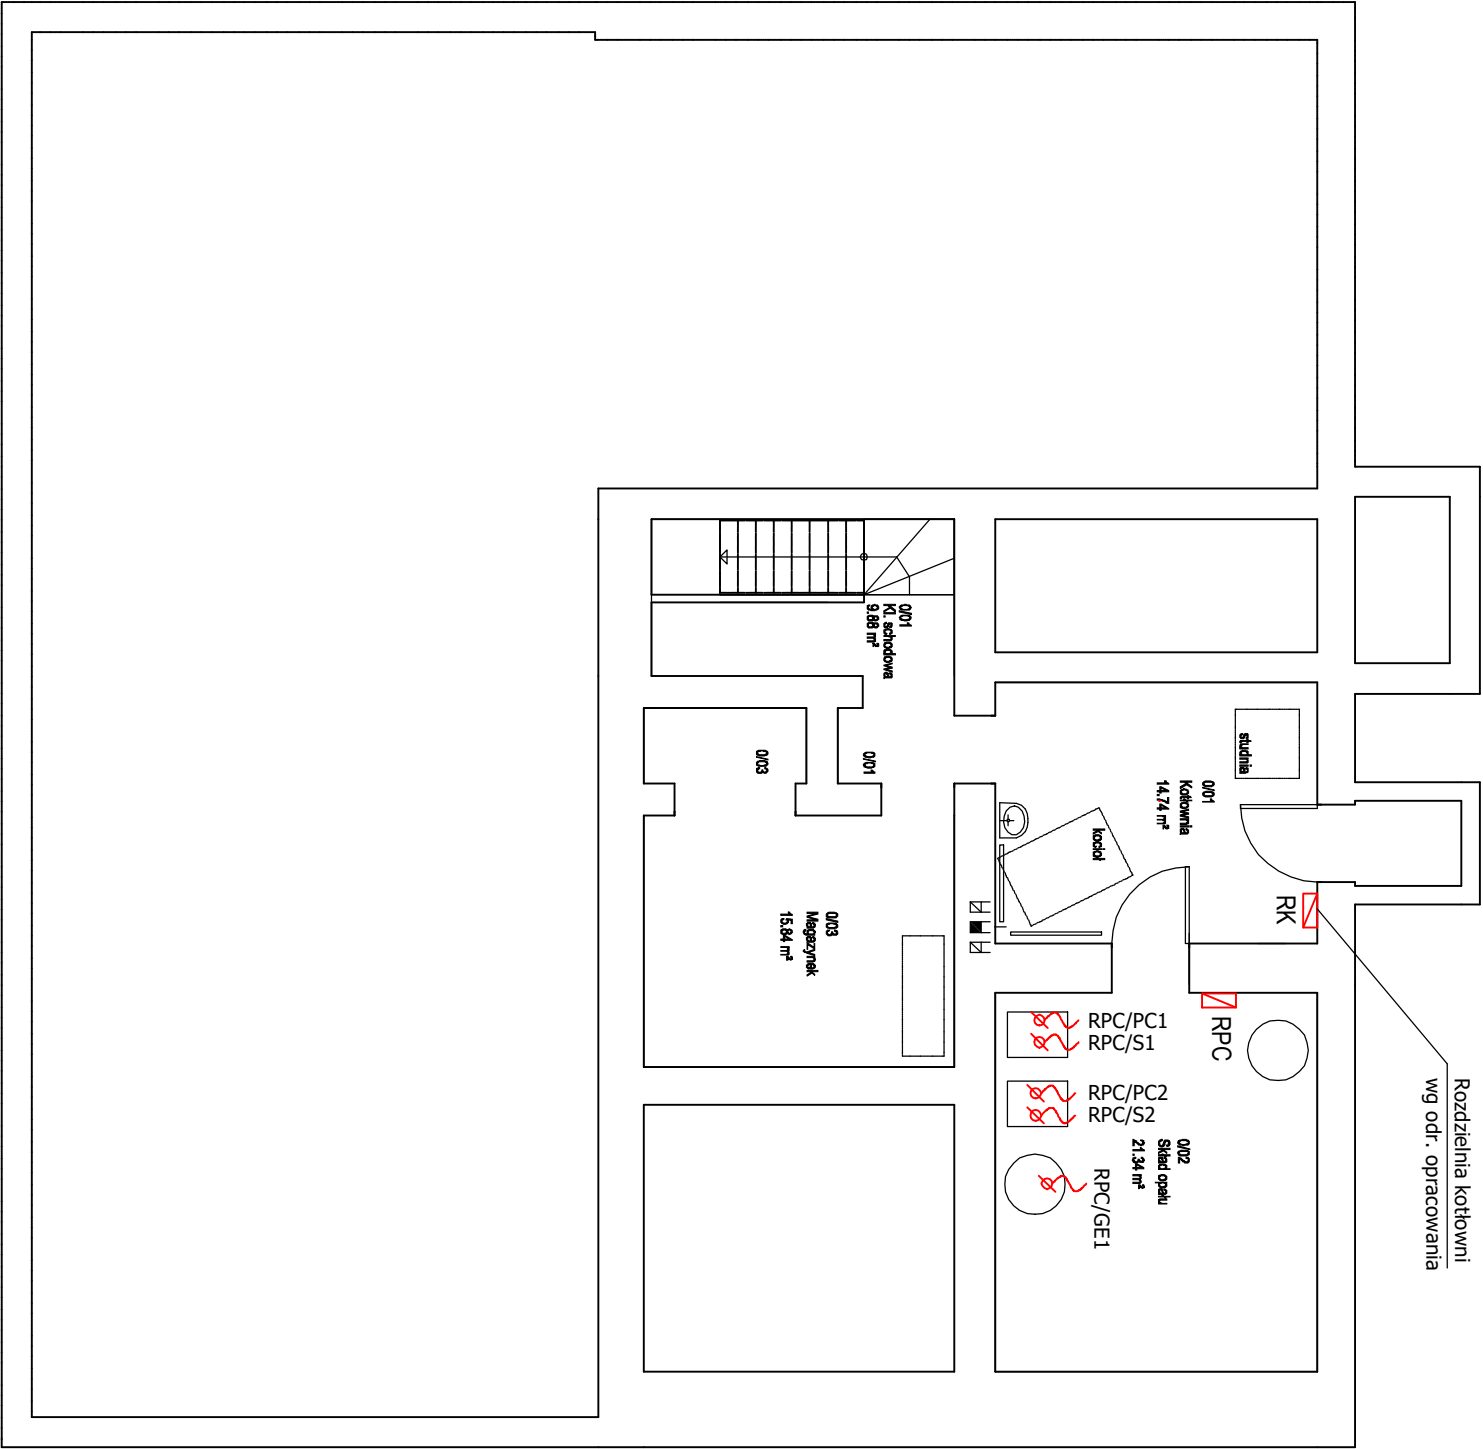 0/01
Kl. schodowa
9.88 m²
0/03
0/01
studnia
0/01
Kotłownia
14.74 m²
kocioł
RK
0/03
Magazynek
15.84 m²
RPC/PC1
RPC/S1
RPC
RPC/PC2
RPC/S2
0/02
Skład opału
21.34 m²
RPC/GE1
Rozdzielnia kotłowni
wg odr. opracowania